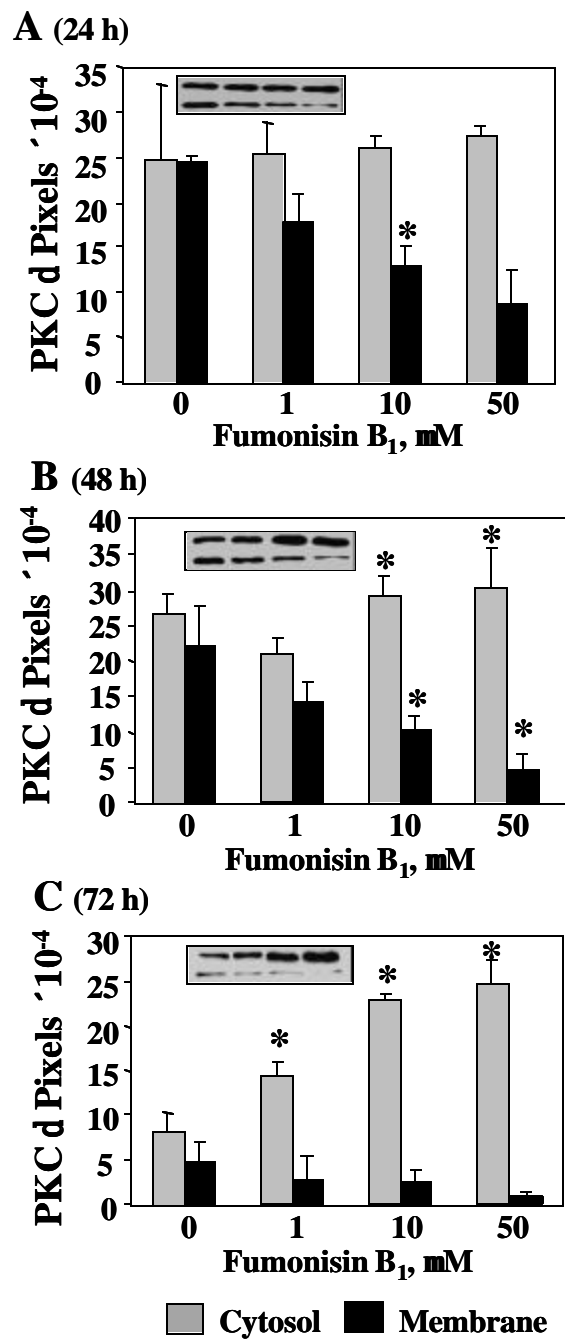 A (24 h)
PKC d Pixels ´10-4
35
30
25
20
15
10
5
0
*
0 1 10 50
Fumonisin B1, mM
B (48 h)
PKC d Pixels ´10-4
40
35
30
25
20
15
10
5
0
* *
* *
0 1 10 50
Fumonisin B1, mM
C (72 h)
PKC d Pixels ´10-4
30
25
20
15
10
5
0
* * *
0 1 10 50
Fumonisin B1, mM
Cytosol Membrane